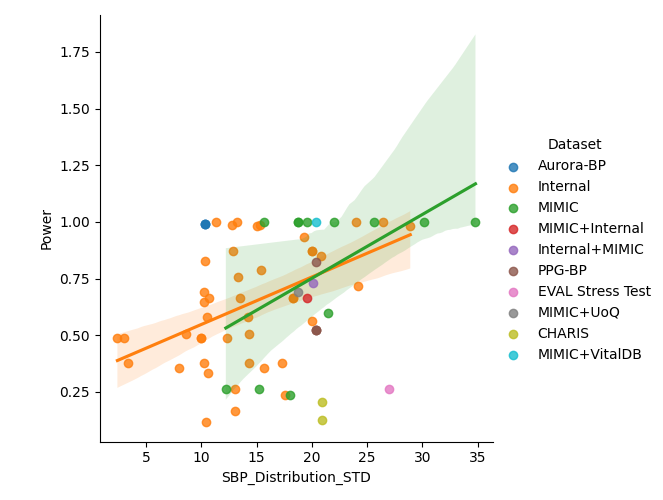 1.75
1.50
1.25
1.00
0.75
0.50
0.25
Power
5 10 15 20 25 30 35
SBP_Distribution_STD
Dataset
Aurora-BP
Internal
MIMIC
MIMIC+Internal
Internal+MIMIC
PPG-BP
EVAL Stress Test
MIMIC+UoQ
CHARIS
MIMIC+VitalDB